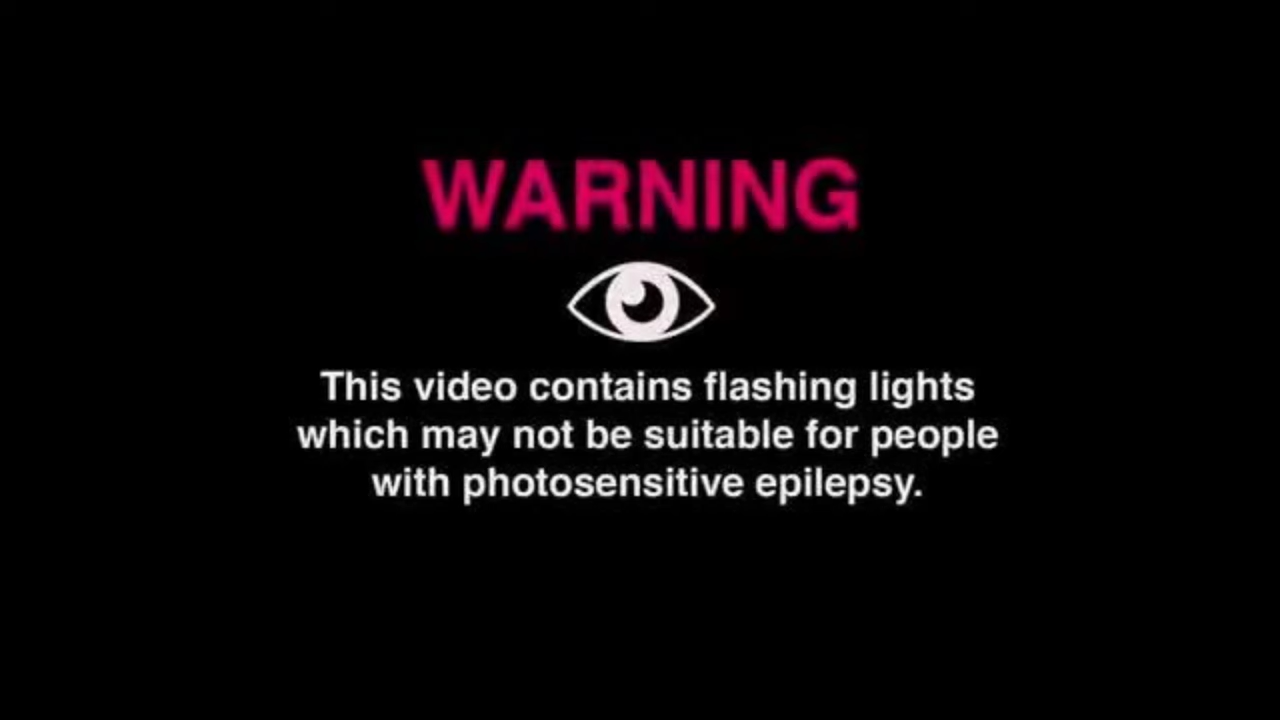 WARNING
This video contains flashing lights
which may not be suitable for people
with photosensitive epilepsy.